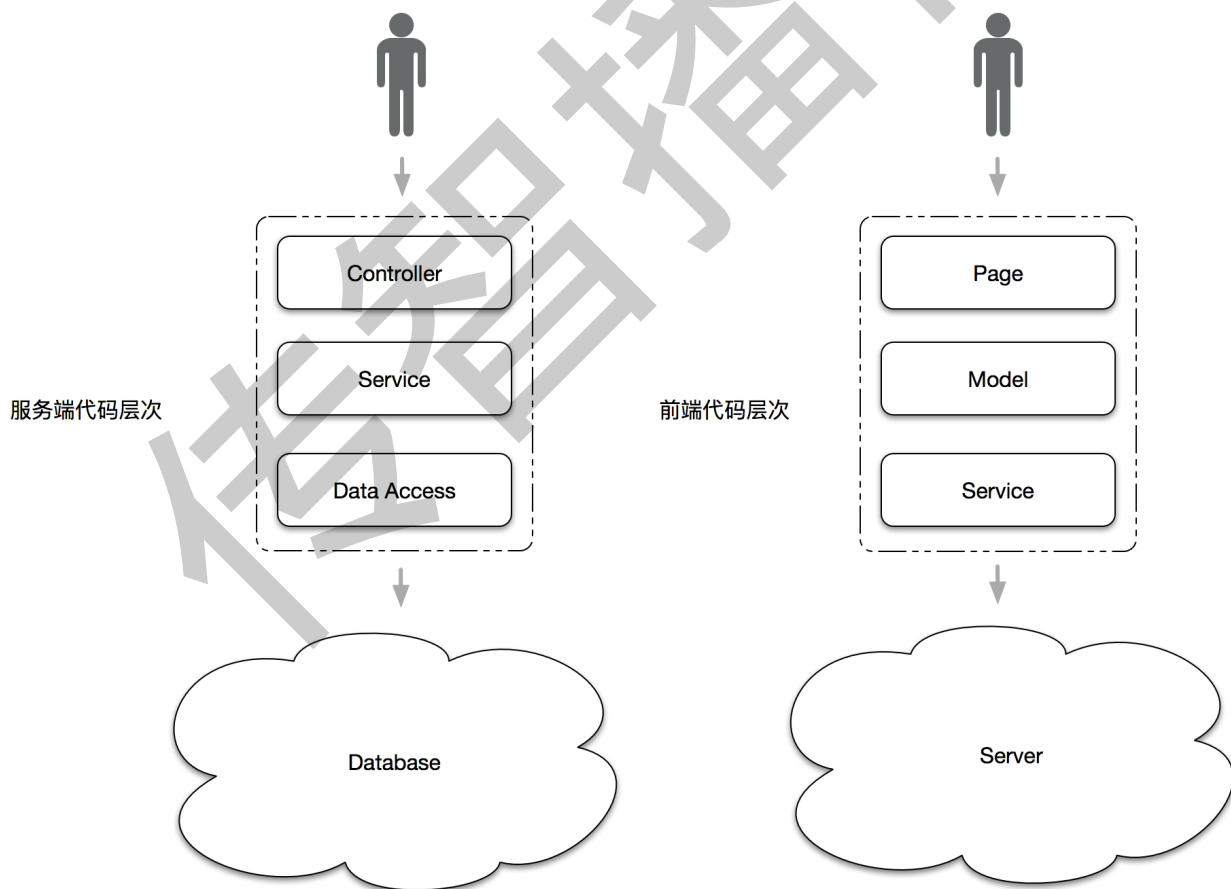 Controller
Service
Data Access
服务端代码层次
Database
Page
Model
Service
前端代码层次
Server
传智播